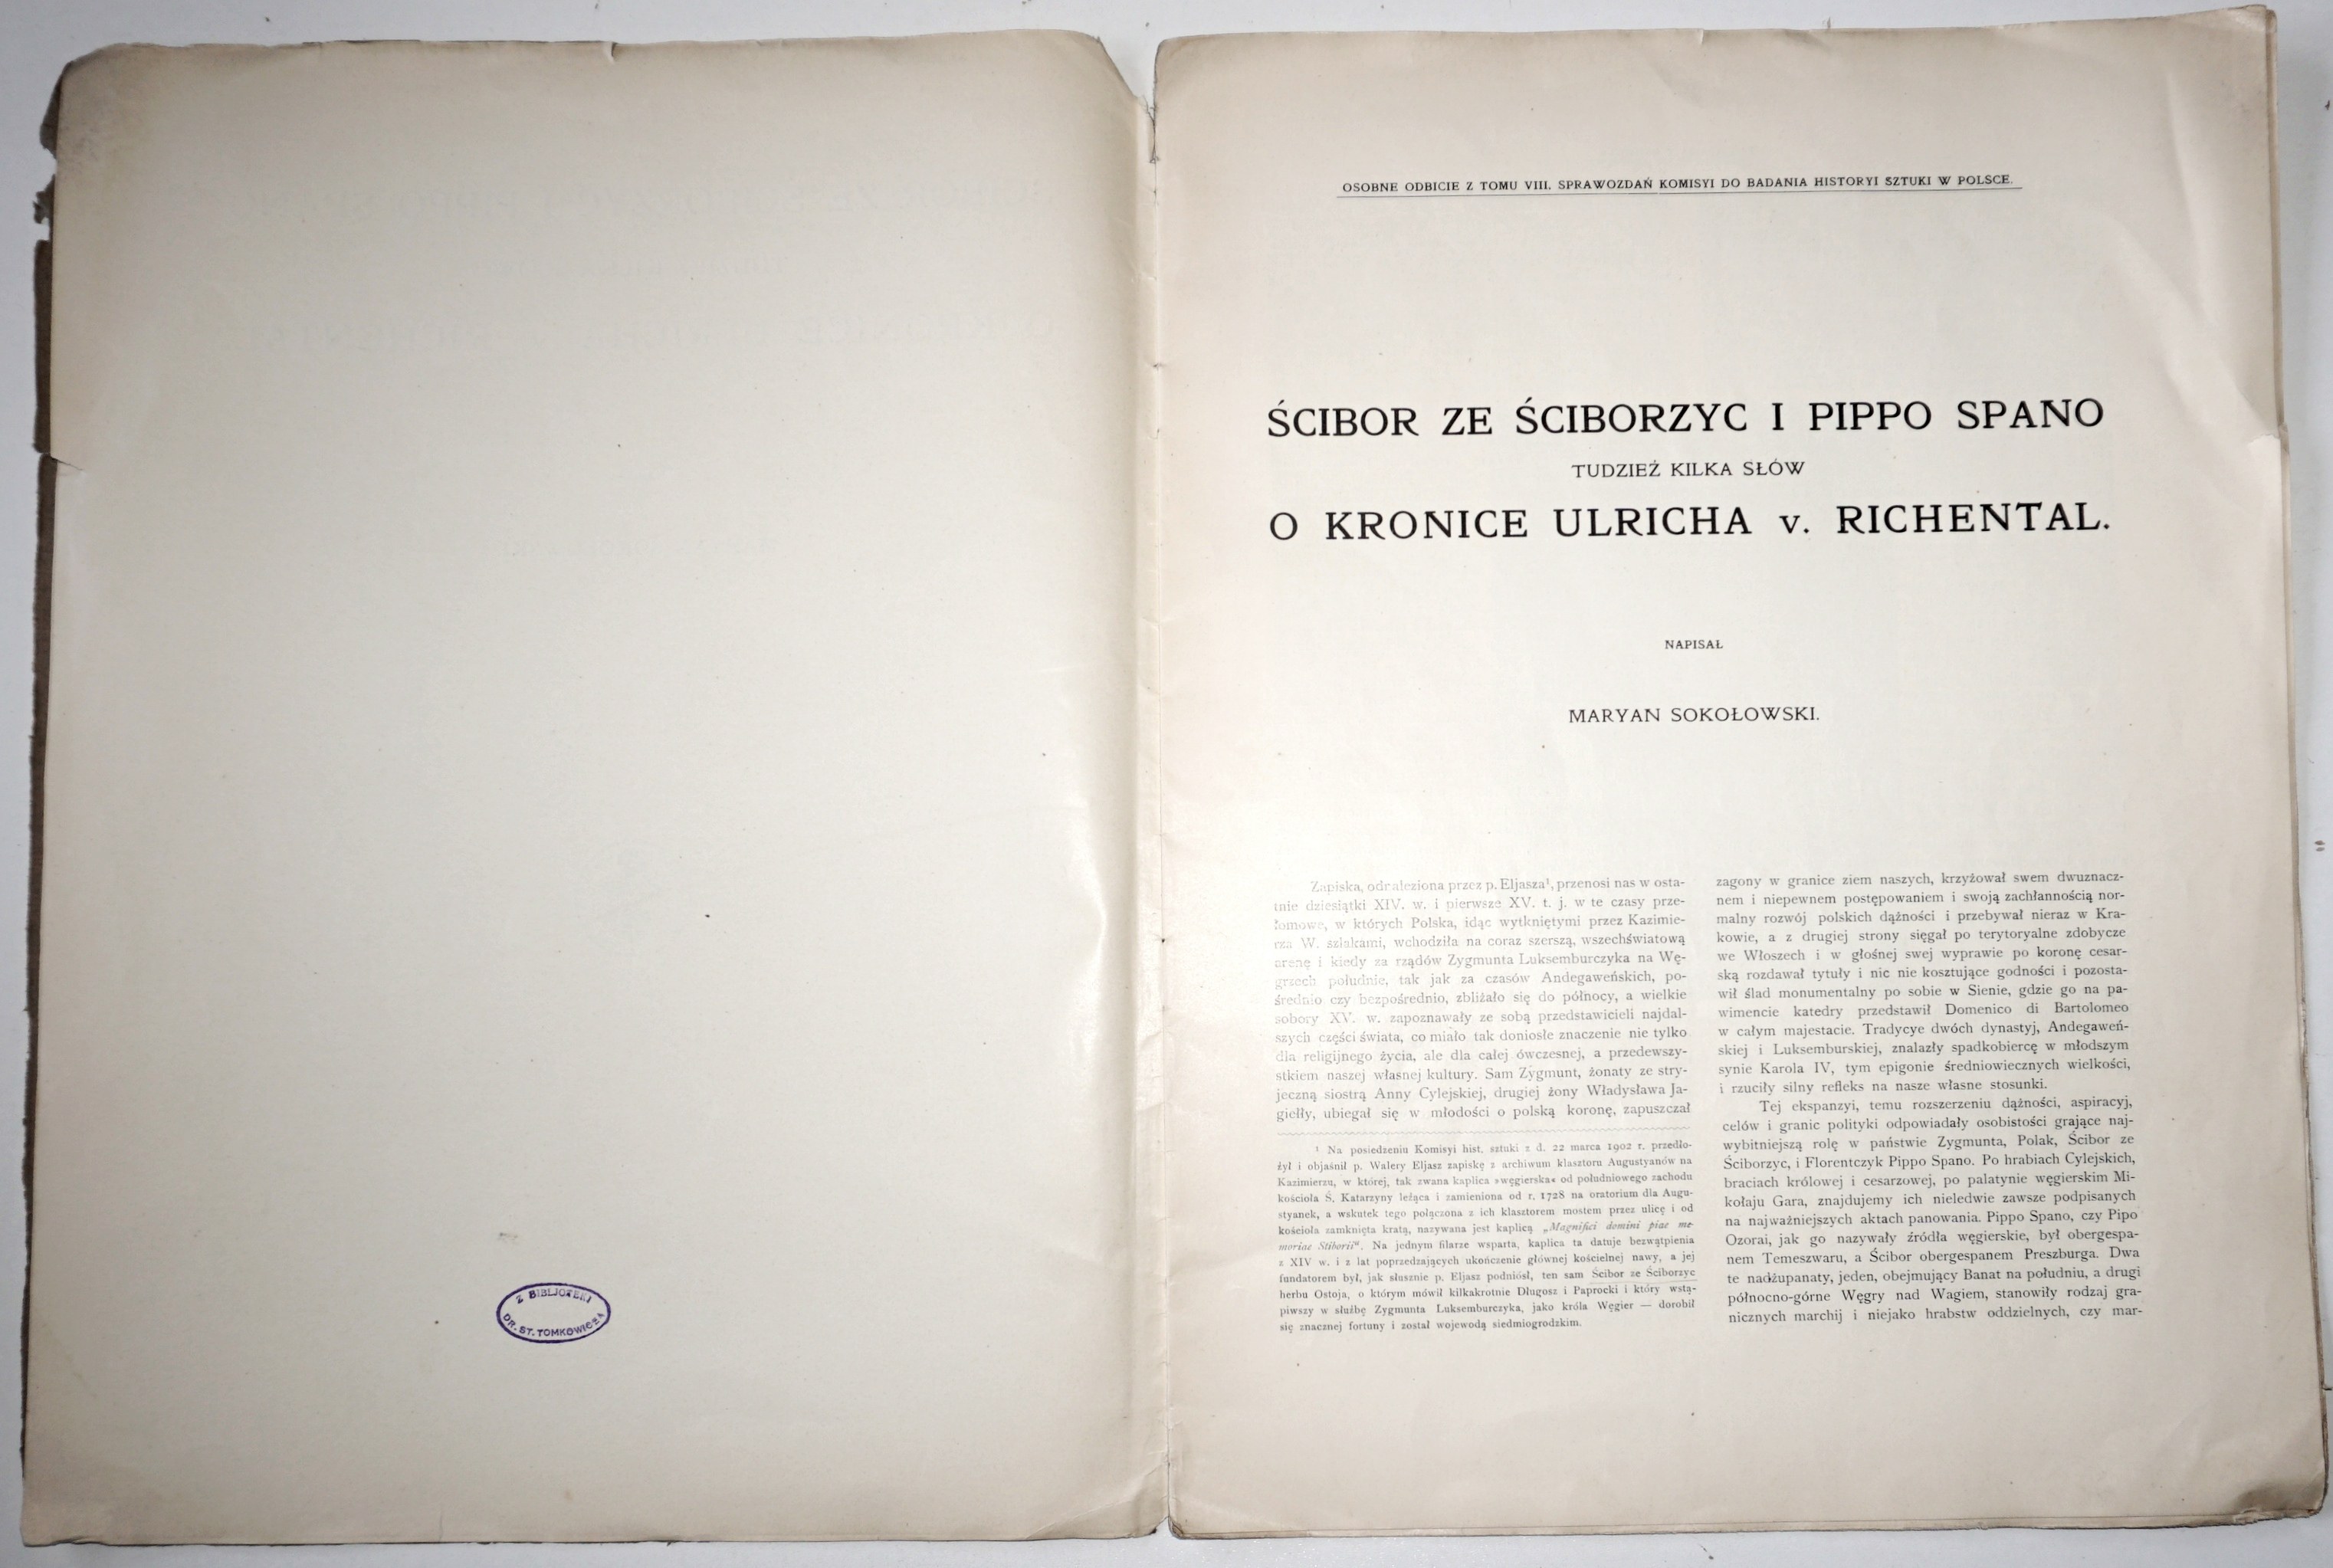 Z BIBLJOTEKI
DR. ST. TOMKOWICZA
OSOBNE ODBICIE Z TOMU VIII. SPRAWOZDAŃ KOMISYI DO BADANIA HISTORYI SZTUKI W POLSCE.
ŚCIBOR ZE ŚCIBORZYC I PIPPO SPANO
TUDZIEŻ KILKA SŁÓW
O KRONICE ULRICHA v. RICHENTAL.
NAPISAŁ
MARYAN SOKOŁOWSKI.
Zapiska, odnaleziona przez p. Eljasza¹, przenosi nas w osta-
tnie dziesiątki XIV. w. i pierwsze XV. t. j. w te czasy prze-
łomowe, w których Polska, idąc wytkniętymi przez Kazimie-
rza W. szlakami, wchodziła na coraz szerszą, wszechświatową
arenę i kiedy za rządów Zygmunta Luksemburczyka na Wę-
grzech południe, tak jak za czasów Andegaweńskich, po-
średnio czy bezpośrednio, zbliżało się do północy, a wielkie
sobory XV. w. zapoznawały ze sobą przedstawicieli najdal-
szych części świata, co miało tak doniosłe znaczenie nie tylko
dla religijnego życia, ale dla całej ówczesnej, a przedewszy-
stkiem naszej własnej kultury. Sam Zygmunt, żonaty ze stry-
jeczną siostrą Anny Cylejskiej, drugiej żony Władysława Ja-
giełły, ubiegał się w młodości o polską koronę, zapuszczał
¹ Na posiedzeniu Komisyi hist. sztuki z d. 22 marca 1902 r. przedło-
żył i objaśnił p. Walery Eljasz zapiskę z archiwum klasztoru Augustyanów na
Kazimierzu, w której, tak zwana kaplica »węgierska« od południowego zachodu
kościoła Ś. Katarzyny leżąca i zamieniona od r. 1728 na oratorium dla Augu-
styanek, a wskutek tego połączona z ich klasztorem mostem przez ulicę i od
kościoła zamknięta kratą, nazywana jest kaplicą „Magnifici domini piae me-
moriae Stiborii“. Na jednym filarze wsparta, kaplica ta datuje bezwątpienia
z XIV w. i z lat poprzedzających ukończenie głównej kościelnej nawy, a jej
fundatorem był, jak słusznie p. Eljasz podniósł, ten sam Ścibor ze Ściborzyc
herbu Ostoja, o którym mówił kilkakrotnie Długosz i Paprocki i który wstą-
piwszy w służbę Zygmunta Luksemburczyka, jako króla Węgier — dorobił
się znacznej fortuny i został wojewodą siedmiogrodzkim.
zagony w granice ziem naszych, krzyżował swem dwuznacz-
nem i niepewnem postępowaniem i swoją zachłannością nor-
malny rozwój polskich dążności i przebywał nieraz w Kra-
kowie, a z drugiej strony sięgał po terytoryalne zdobycze
we Włoszech i w głośnej swej wyprawie po koronę cesar-
ską rozdawał tytuły i nic nie kosztujące godności i pozosta-
wił ślad monumentalny po sobie w Sienie, gdzie go na pa-
wimencie katedry przedstawił Domenico di Bartolomeo
w całym majestacie. Tradycye dwóch dynastyj, Andegaweń-
skiej i Luksemburskiej, znalazły spadkobiercę w młodszym
synie Karola IV, tym epigonie średniowiecznych wielkości,
i rzuciły silny refleks na nasze własne stosunki.
Tej ekspanzyi, temu rozszerzeniu dążności, aspiracyj,
celów i granic polityki odpowiadały osobistości grające naj-
wybitniejszą rolę w państwie Zygmunta, Polak, Ścibor ze
Ściborzyc, i Florentczyk Pippo Spano. Po hrabiach Cylejskich,
braciach królowej i cesarzowej, po palatynie węgierskim Mi-
kołaju Gara, znajdujemy ich nieledwie zawsze podpisanych
na najważniejszych aktach panowania. Pippo Spano, czy Pipo
Ozorai, jak go nazywały źródła węgierskie, był obergespa-
nem Temeszwaru, a Ścibor obergespanem Preszburga. Dwa
te nadżupanaty, jeden, obejmujący Banat na południu, a drugi
północno-górne Węgry nad Wagiem, stanowiły rodzaj gra-
nicznych marchij i niejako hrabstw oddzielnych, czy mar-